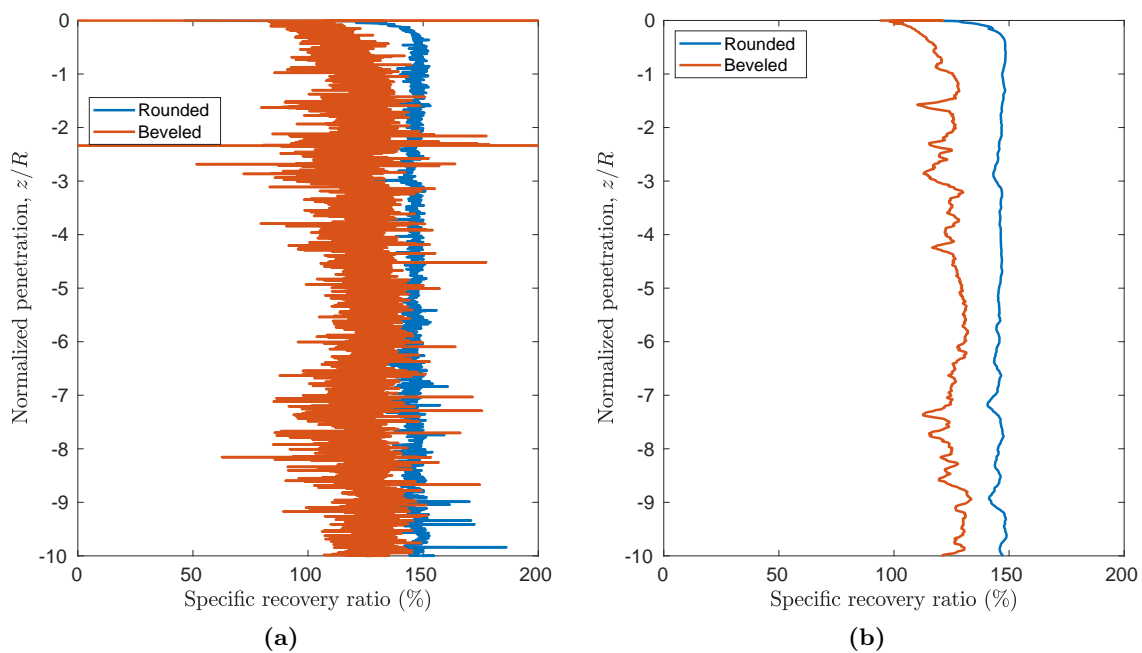 0
-1
-2
-3
-4
-5
-6
-7
-8
-9
-10
Normalized penetration, z/R
Rounded
Beveled
0 50 100 150 200
Specific recovery ratio (%)
(a)
0
-1
-2
-3
-4
-5
-6
-7
-8
-9
-10
Normalized penetration, z/R
Rounded
Beveled
0 50 100 150 200
Specific recovery ratio (%)
(b)